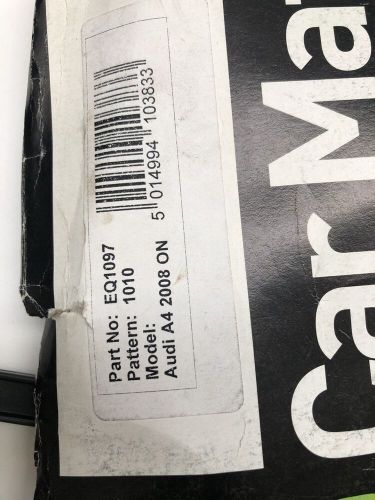 5 014994 103833
Part No: EQ1097
Pattern: 1010
Model:
Audi A4 2008 ON
Car Ma